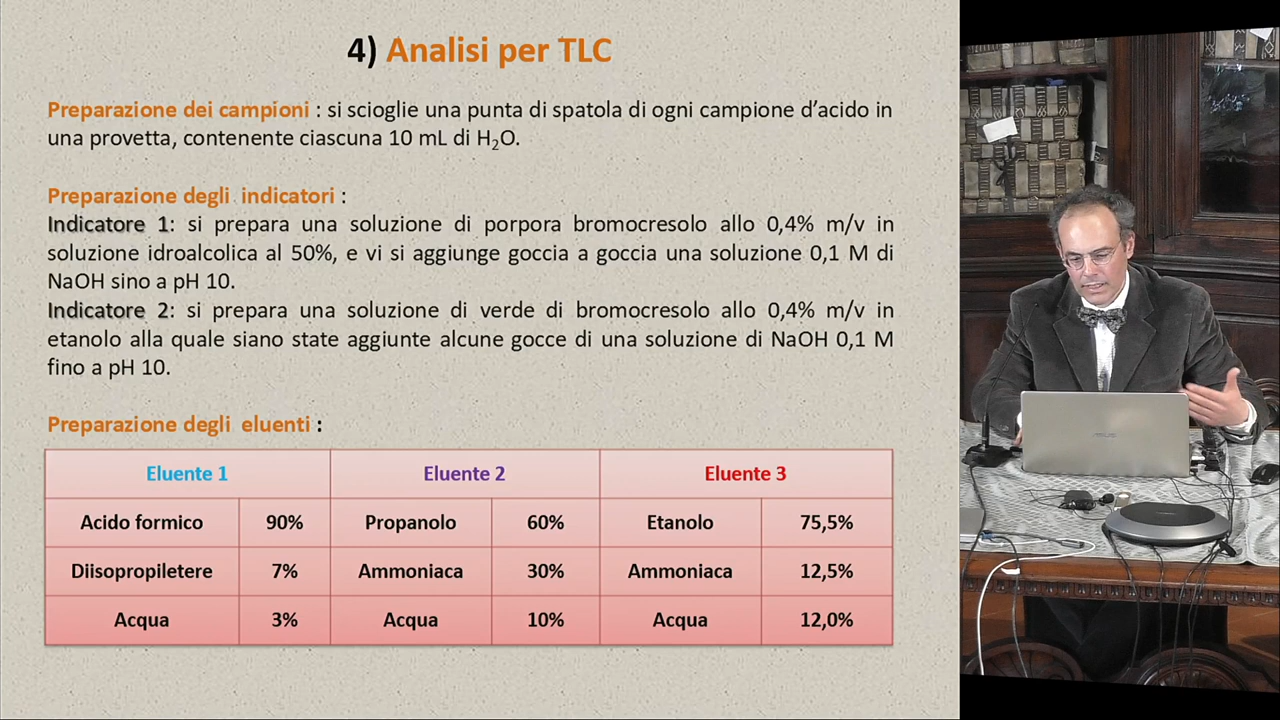 4) Analisi per TLC
Preparazione dei campioni : si scioglie una punta di spatola di ogni campione d’acido in
una provetta, contenente ciascuna 10 mL di H₂O.
Preparazione degli indicatori :
Indicatore 1: si prepara una soluzione di porpora bromocresolo allo 0,4% m/v in
soluzione idroalcolica al 50%, e vi si aggiunge goccia a goccia una soluzione 0,1 M di
NaOH sino a pH 10.
Indicatore 2: si prepara una soluzione di verde di bromocresolo allo 0,4% m/v in
etanolo alla quale siano state aggiunte alcune gocce di una soluzione di NaOH 0,1 M
fino a pH 10.
Preparazione degli eluenti :
Eluente 1 Eluente 2 Eluente 3
Acido formico 90% Propanolo 60% Etanolo 75,5%
Diisopropiletere 7% Ammoniaca 30% Ammoniaca 12,5%
Acqua 3% Acqua 10% Acqua 12,0%
ASUS